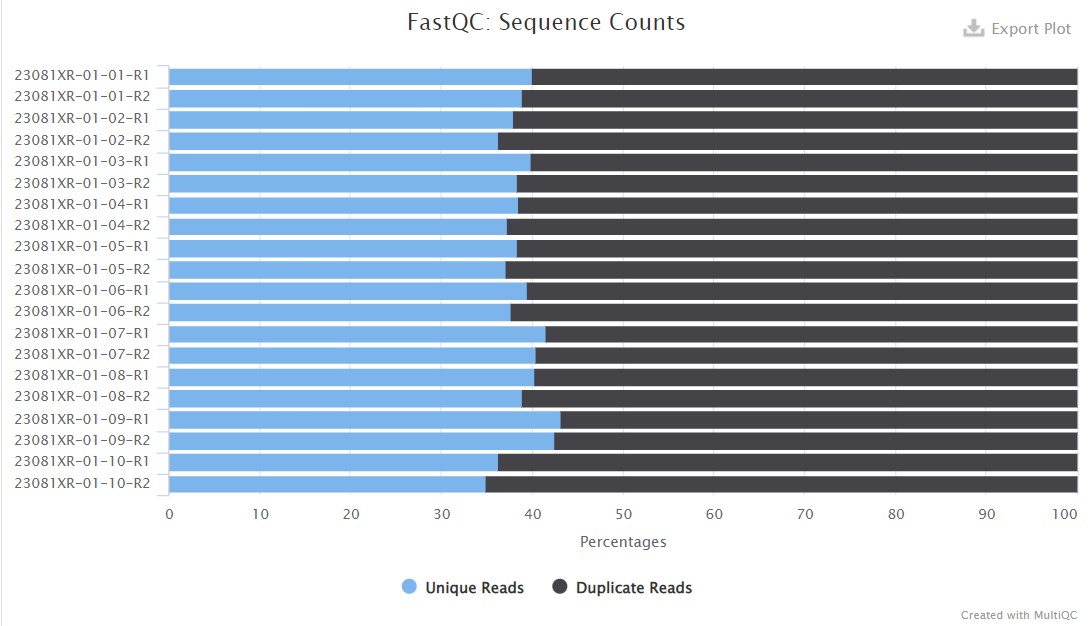 FastQC: Sequence Counts
Export Plot
23081XR-01-01-R1
23081XR-01-01-R2
23081XR-01-02-R1
23081XR-01-02-R2
23081XR-01-03-R1
23081XR-01-03-R2
23081XR-01-04-R1
23081XR-01-04-R2
23081XR-01-05-R1
23081XR-01-05-R2
23081XR-01-06-R1
23081XR-01-06-R2
23081XR-01-07-R1
23081XR-01-07-R2
23081XR-01-08-R1
23081XR-01-08-R2
23081XR-01-09-R1
23081XR-01-09-R2
23081XR-01-10-R1
23081XR-01-10-R2
0 10 20 30 40 50 60 70 80 90 100
Percentages
Unique Reads Duplicate Reads
Created with MultiQC